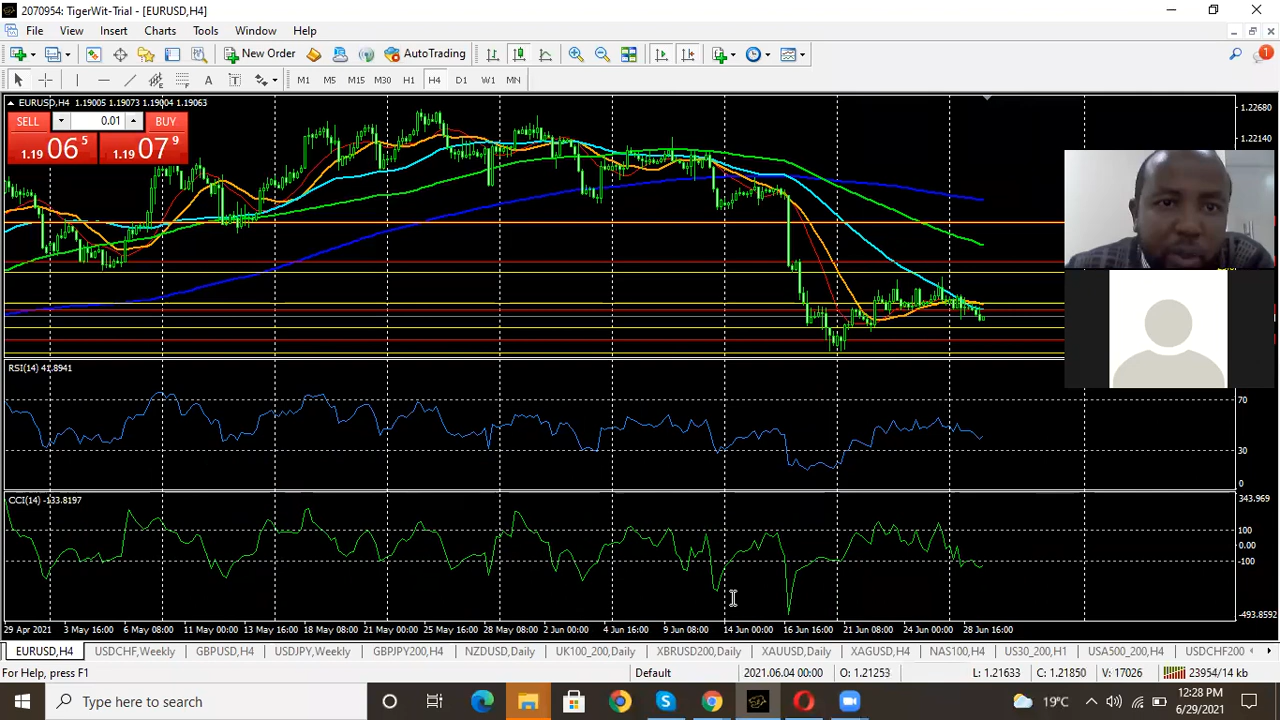 2070954: TigerWit-Trial - [EURUSD,H4]
File View Insert Charts Tools Window Help
New Order AutoTrading 1
A T M1 M5 M15 M30 H1 H4 D1 W1 MN
EURUSD,H4 1.19005 1.19073 1.19004 1.19063
SELL 0.01 BUY
1.19 06 5 1.19 07 9
1.22680
1.22140
RSI(14) 41.8941
70
30
0
CCI(14) -133.8197
343.969
100
0.00
-100
-493.8592
29 Apr 2021 3 May 16:00 6 May 08:00 11 May 00:00 13 May 16:00 18 May 08:00 21 May 00:00 25 May 16:00 28 May 08:00 2 Jun 00:00 4 Jun 16:00 9 Jun 08:00 14 Jun 00:00 16 Jun 16:00 21 Jun 08:00 24 Jun 00:00 28 Jun 16:00
EURUSD,H4 USDCHF,Weekly GBPUSD,H4 USDJPY,Weekly GBPJPY200,H4 NZDUSD,Daily UK100_200,Daily XBRUSD200,Daily XAUUSD,Daily XAGUSD,H4 NAS100,H4 US30_200,H1 USA500_200,H4 USDCHF200
For Help, press F1 Default 2021.06.04 00:00 O: 1.21253 L: 1.21633 C: 1.21850 V: 17026 23954/14 kb
Type here to search 19°C 12:28 PM
6/29/2021